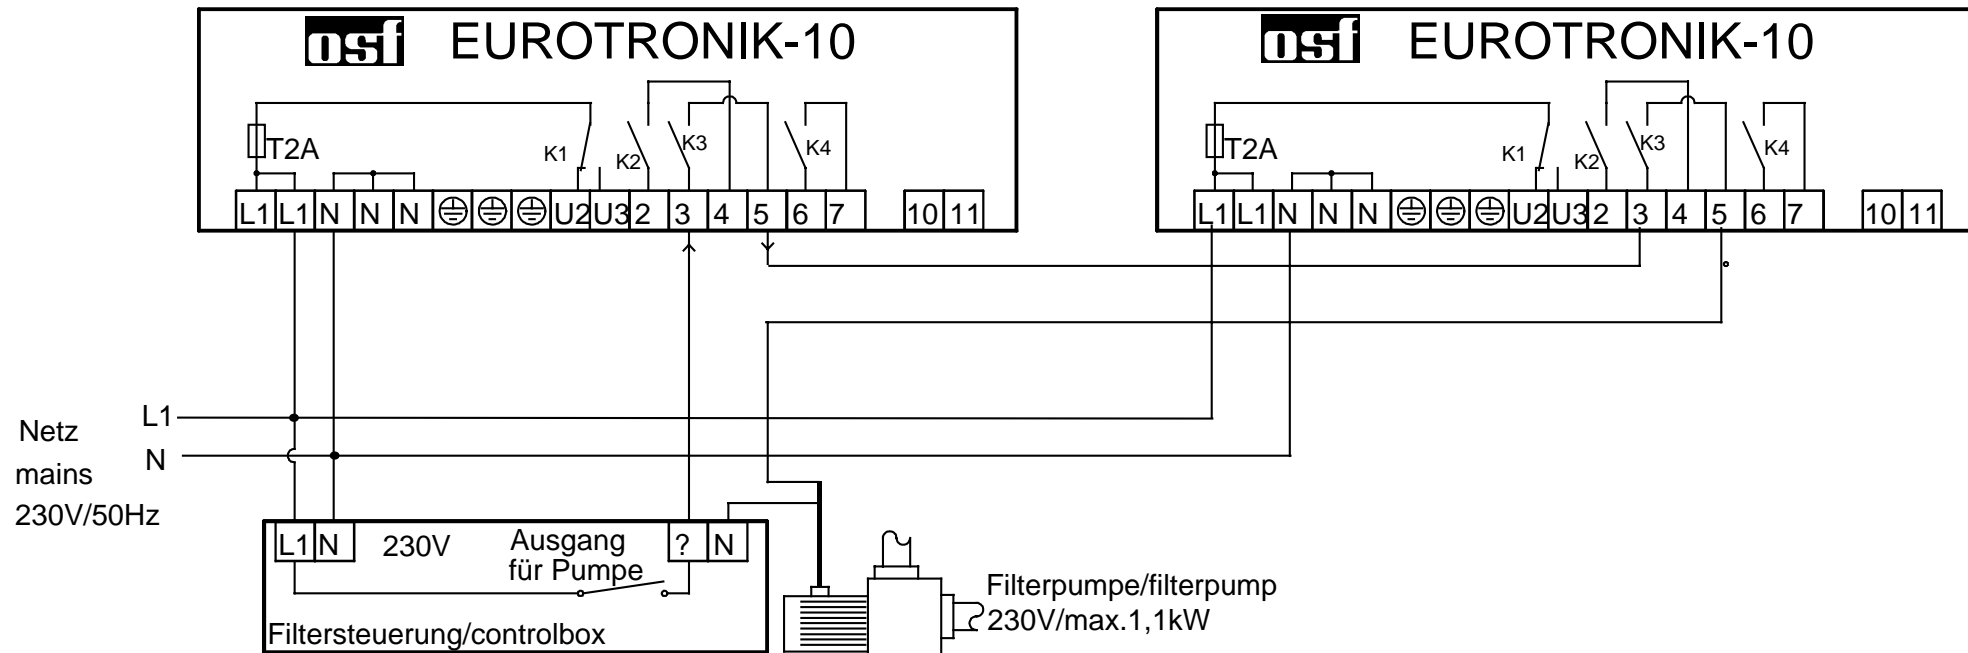 osf EUROTRONIK-10
T2A K1 K2 K3 K4
L1 L1 N N N U2 U3 2 3 4 5 6 7 10 11
osf EUROTRONIK-10
T2A K1 K2 K3 K4
L1 L1 N N N U2 U3 2 3 4 5 6 7 10 11
L1
Netz
N
mains
230V/50Hz
L1 N 230V Ausgang ? N
für Pumpe
Filtersteuerung/controlbox
Filterpumpe/filterpump
230V/max.1,1kW